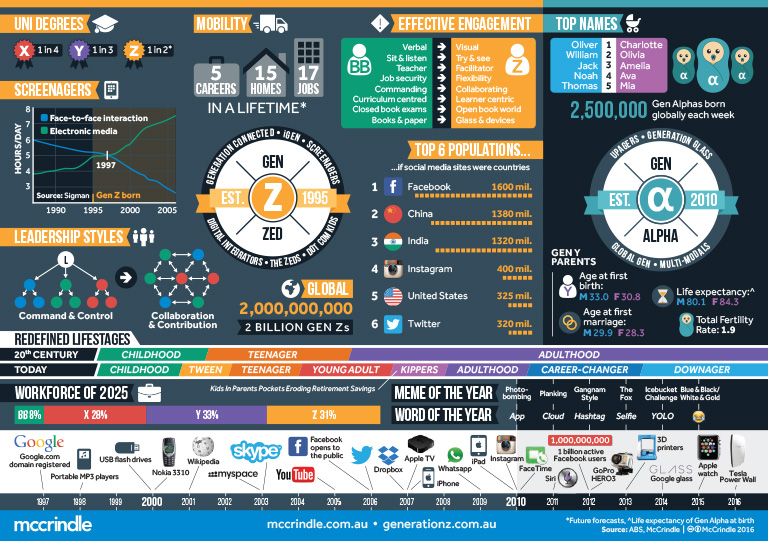 UNI DEGREES
X 1 in 4
Y 1 in 3
Z 1 in 2*
SCREENAGERS
HOURS/DAY
8
7
6
5
4
3
2
Face-to-face interaction
Electronic media
1997
Source: Sigman
Gen Z born
1990 1995 2000 2005
LEADERSHIP STYLES
L
Command & Control
Collaboration
& Contribution
MOBILITY
5
CAREERS
15
HOMES
17
JOBS
IN A LIFETIME*
GENERATION CONNECTED • iGEN • SCREENAGERS
GEN
EST. Z 1995
ZED
DIGITAL INTEGRATORS • THE ZEDS • DOT COM KIDS
GLOBAL
2,000,000,000
2 BILLION GEN Zs
EFFECTIVE ENGAGEMENT
BB
Z
Verbal Visual
Sit & listen Try & see
Teacher Facilitator
Job security Flexibility
Commanding Collaborating
Curriculum centred Learner centric
Closed book exams Open book world
Books & paper Glass & devices
TOP 6 POPULATIONS...
...if social media sites were countries
1 Facebook 1600 mil.
2 China 1380 mil.
3 India 1320 mil.
4 Instagram 400 mil.
5 United States 325 mil.
6 Twitter 320 mil.
TOP NAMES
Oliver 1 Charlotte
William 2 Olivia
Jack 3 Amelia
Noah 4 Ava
Thomas 5 Mia
α α α
2,500,000 Gen Alphas born
globally each week
UPAGERS • GENERATION GLASS
GEN
EST. α 2010
ALPHA
GLOBAL GEN • MULTI-MODALS
GEN Y
PARENTS
Age at first
birth:
M 33.0 F 30.8
Age at first
marriage:
M 29.9 F 28.3
Life expectancy:^
M 80.1 F 84.3
Total Fertility
Rate: 1.9
REDEFINED LIFESTAGES
20th CENTURY CHILDHOOD TEENAGER ADULTHOOD
TODAY CHILDHOOD TWEEN TEENAGER YOUNG ADULT KIPPERS ADULTHOOD CAREER-CHANGER DOWNAGER
Kids In Parents Pockets Eroding Retirement Savings
WORKFORCE OF 2025
BB 8% X 28% Y 33% Z 31%
MEME OF THE YEAR
Photo-
bombing
Planking
Gangnam
Style
The
Fox
Icebucket
Challenge
Blue & Black/
White & Gold
WORD OF THE YEAR
App Cloud Hashtag Selfie YOLO
Google
Google.com
domain registered
Portable MP3 players
USB flash drives
Nokia 3310
Wikipedia
myspace
skype
Facebook
opens to
the public
YouTube
Twitter
Dropbox
Apple TV
iPhone
Whatsapp
iPad
Instagram
FaceTime
Siri
1,000,000,000
1 billion active
Facebook users
GoPro
HERO3
3D
printers
GLASS
Google glass
Apple
watch
Tesla
Power Wall
1997 1998 1999 2000 2001 2002 2003 2004 2005 2006 2007 2008 2009 2010 2011 2012 2013 2014 2015 2016
mccrindle
mccrindle.com.au • generationz.com.au
*Future forecasts, ^Life expectancy of Gen Alpha at birth
Source: ABS, McCrindle | McCrindle 2016